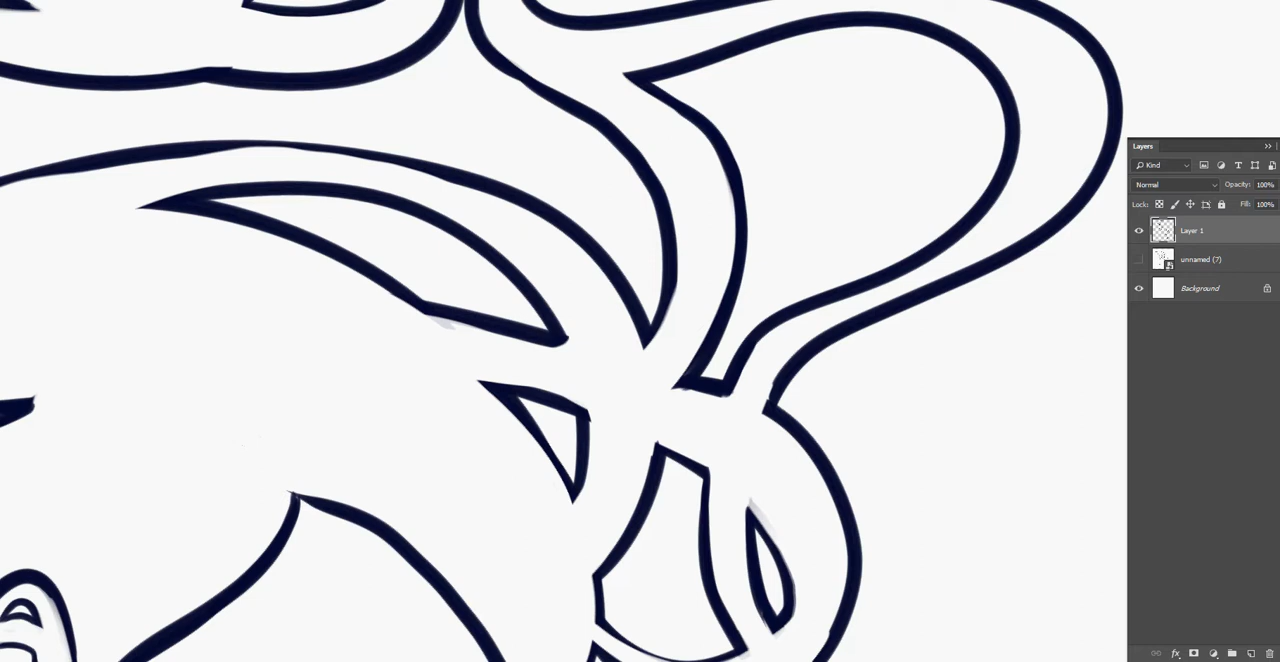 Layers
Kind
Normal Opacity: 100%
Lock: Fill: 100%
Layer 1
unnamed (7)
Background